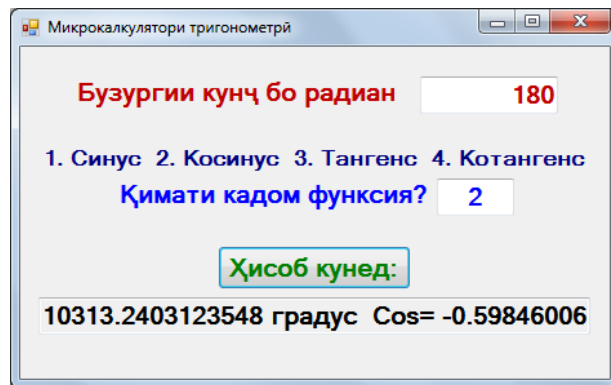 Микрокалкулятори тригонометрӣ
Бузургии кунҷ бо радиан 180
1. Синус 2. Косинус 3. Тангенс 4. Котангенс
Қимати кадом функсия? 2
Ҳисоб кунед:
10313.2403123548 градус Cos= -0.59846006